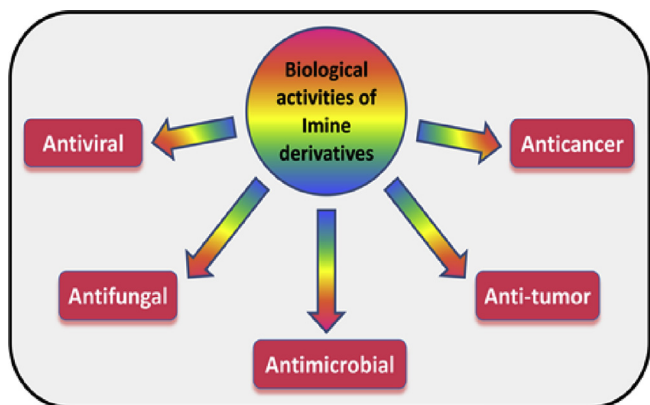 Biological
activities of
Imine
derivatives
Antiviral
Anticancer
Antifungal
Anti-tumor
Antimicrobial